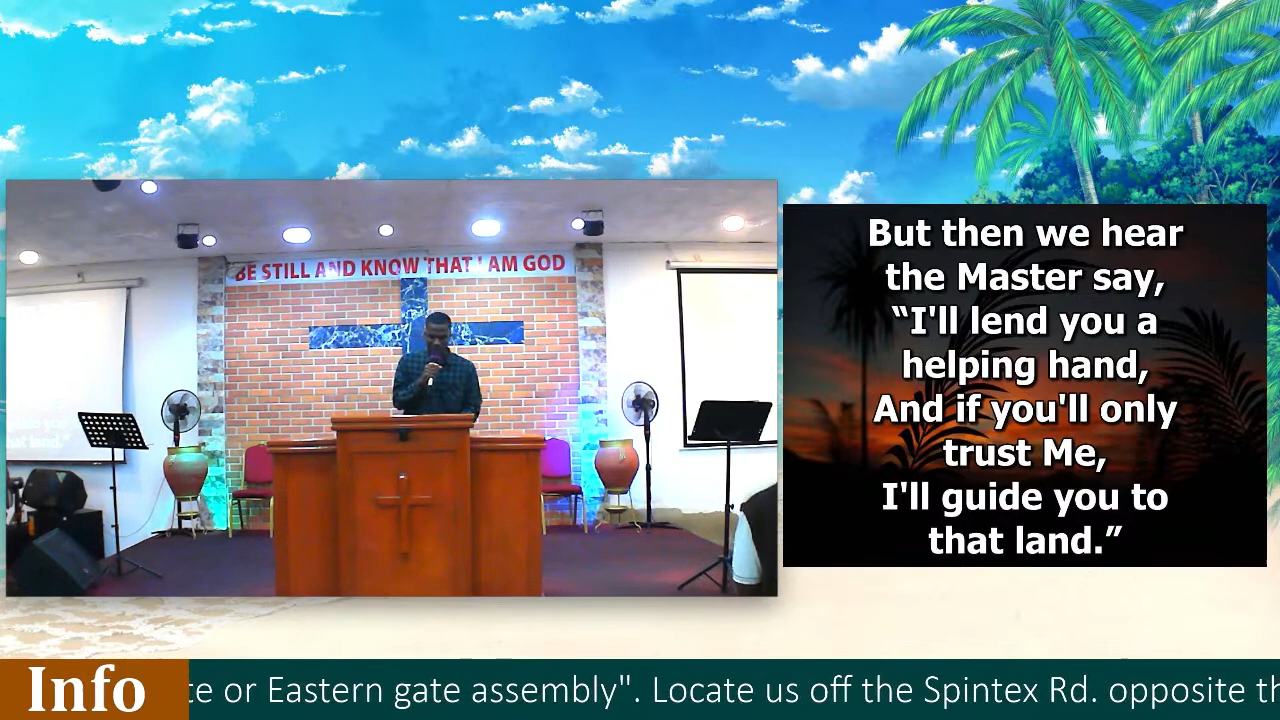 BE STILL AND KNOW THAT I AM GOD
But then we hear
the Master say,
“I'll lend you a
helping hand,
And if you'll only
trust Me,
I'll guide you to
that land.”
that land."
Info
or Eastern gate assembly". Locate us off the Spintex Rd. opposite